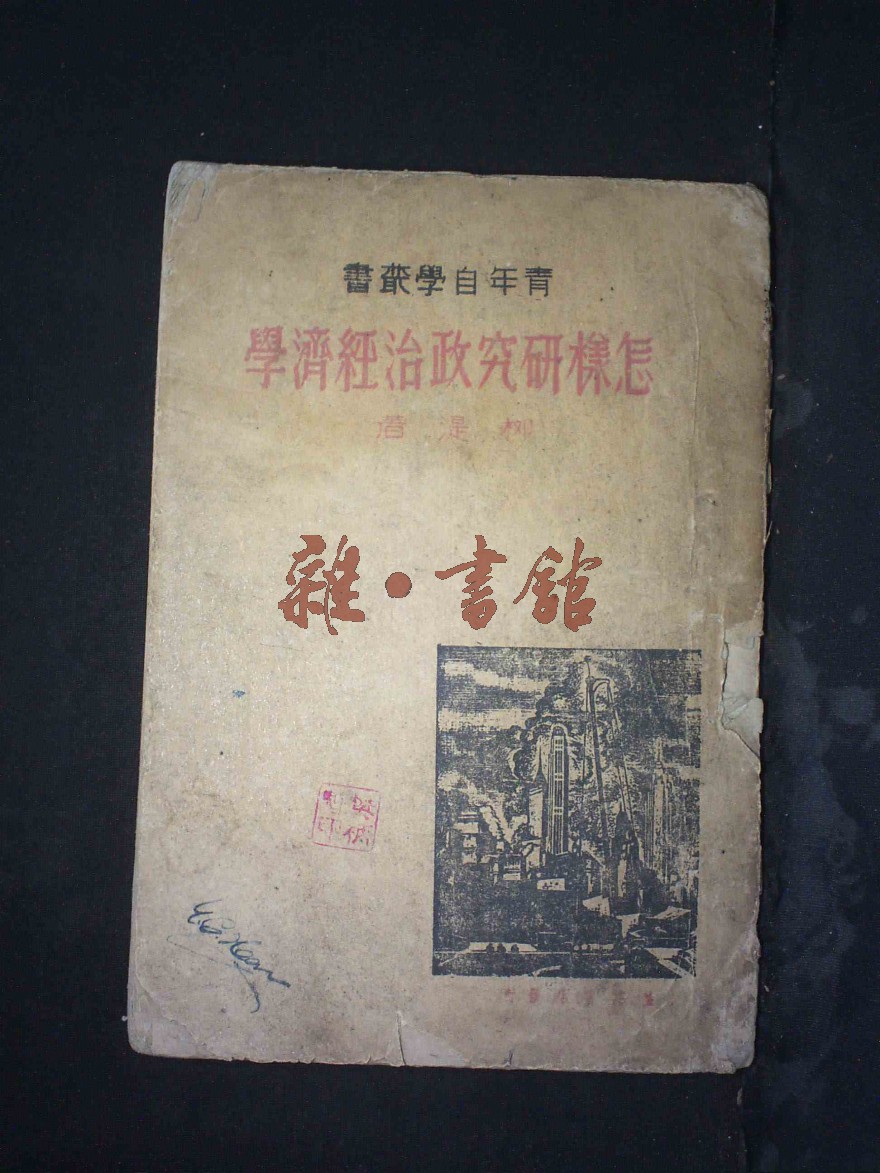 青年自學叢書
怎樣研究政治經濟學
柳湜著
雜·書館